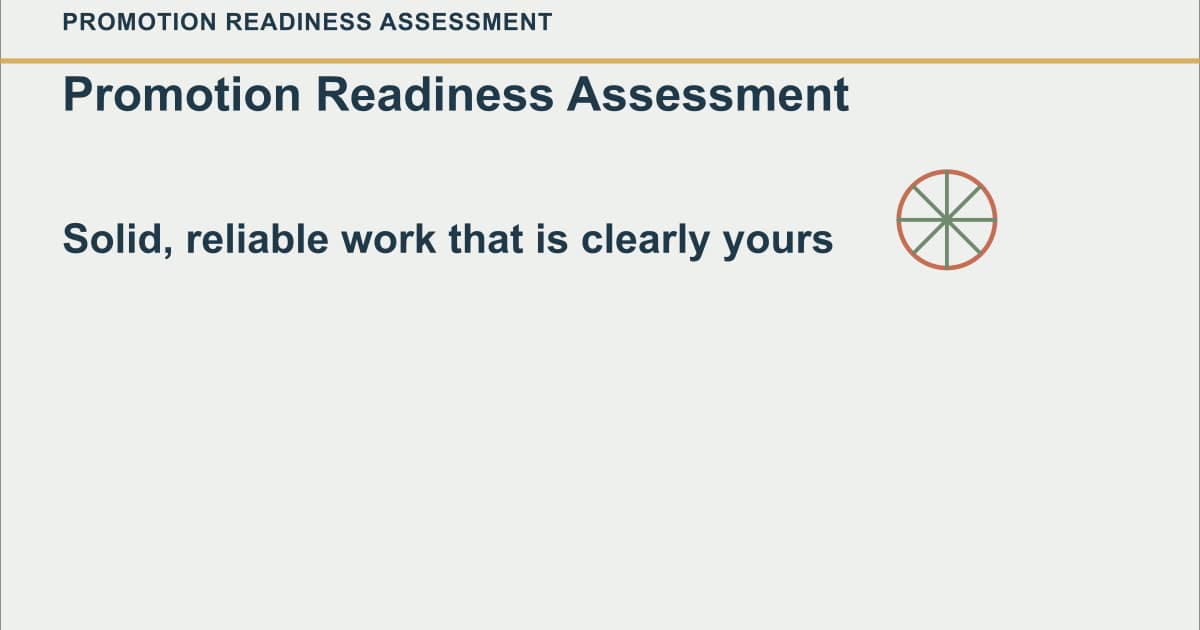 PROMOTION READINESS ASSESSMENT
Promotion Readiness Assessment
Solid, reliable work that is clearly yours